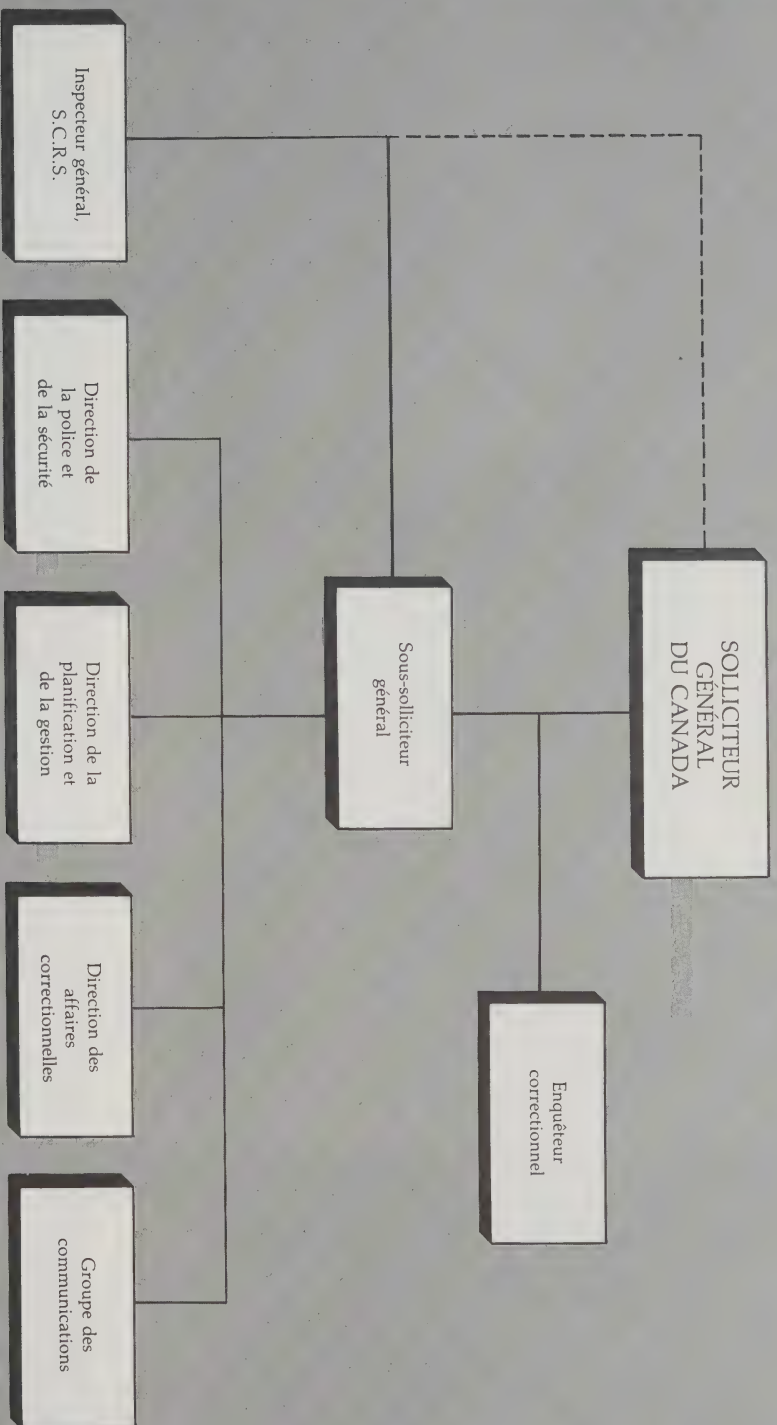 SOLLICITEUR
GÉNÉRAL
DU CANADA
Enquêteur
correctionnel
Sous-solliciteur
général
Inspecteur général,
S.C.R.S.
Direction de
la police et
de la sécurité
Direction de la
planification et
de la gestion
Direction des
affaires
correctionnelles
Groupe des
communications